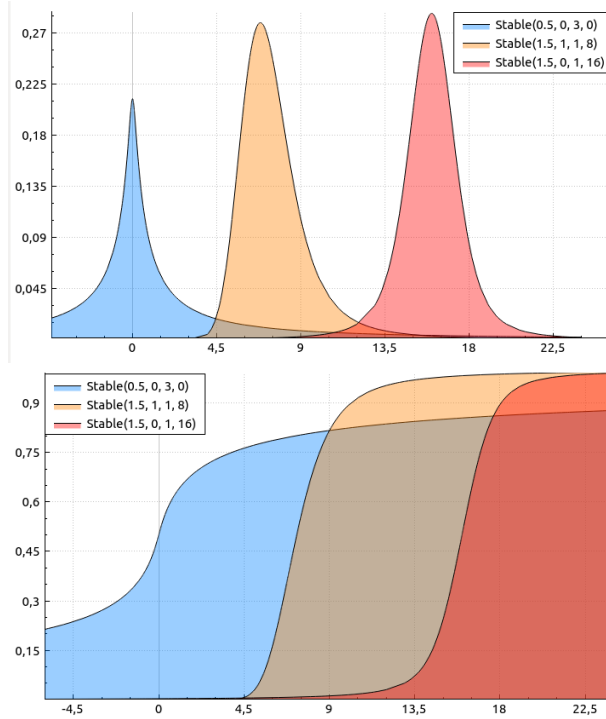 0,27
0,225
0,18
0,135
0,09
0,045
Stable(0.5, 0, 3, 0)
Stable(1.5, 1, 1, 8)
Stable(1.5, 0, 1, 16)
0 4,5 9 13,5 18 22,5
Stable(0.5, 0, 3, 0)
Stable(1.5, 1, 1, 8)
Stable(1.5, 0, 1, 16)
0,9
0,75
0,6
0,45
0,3
0,15
-4,5 0 4,5 9 13,5 18 22,5